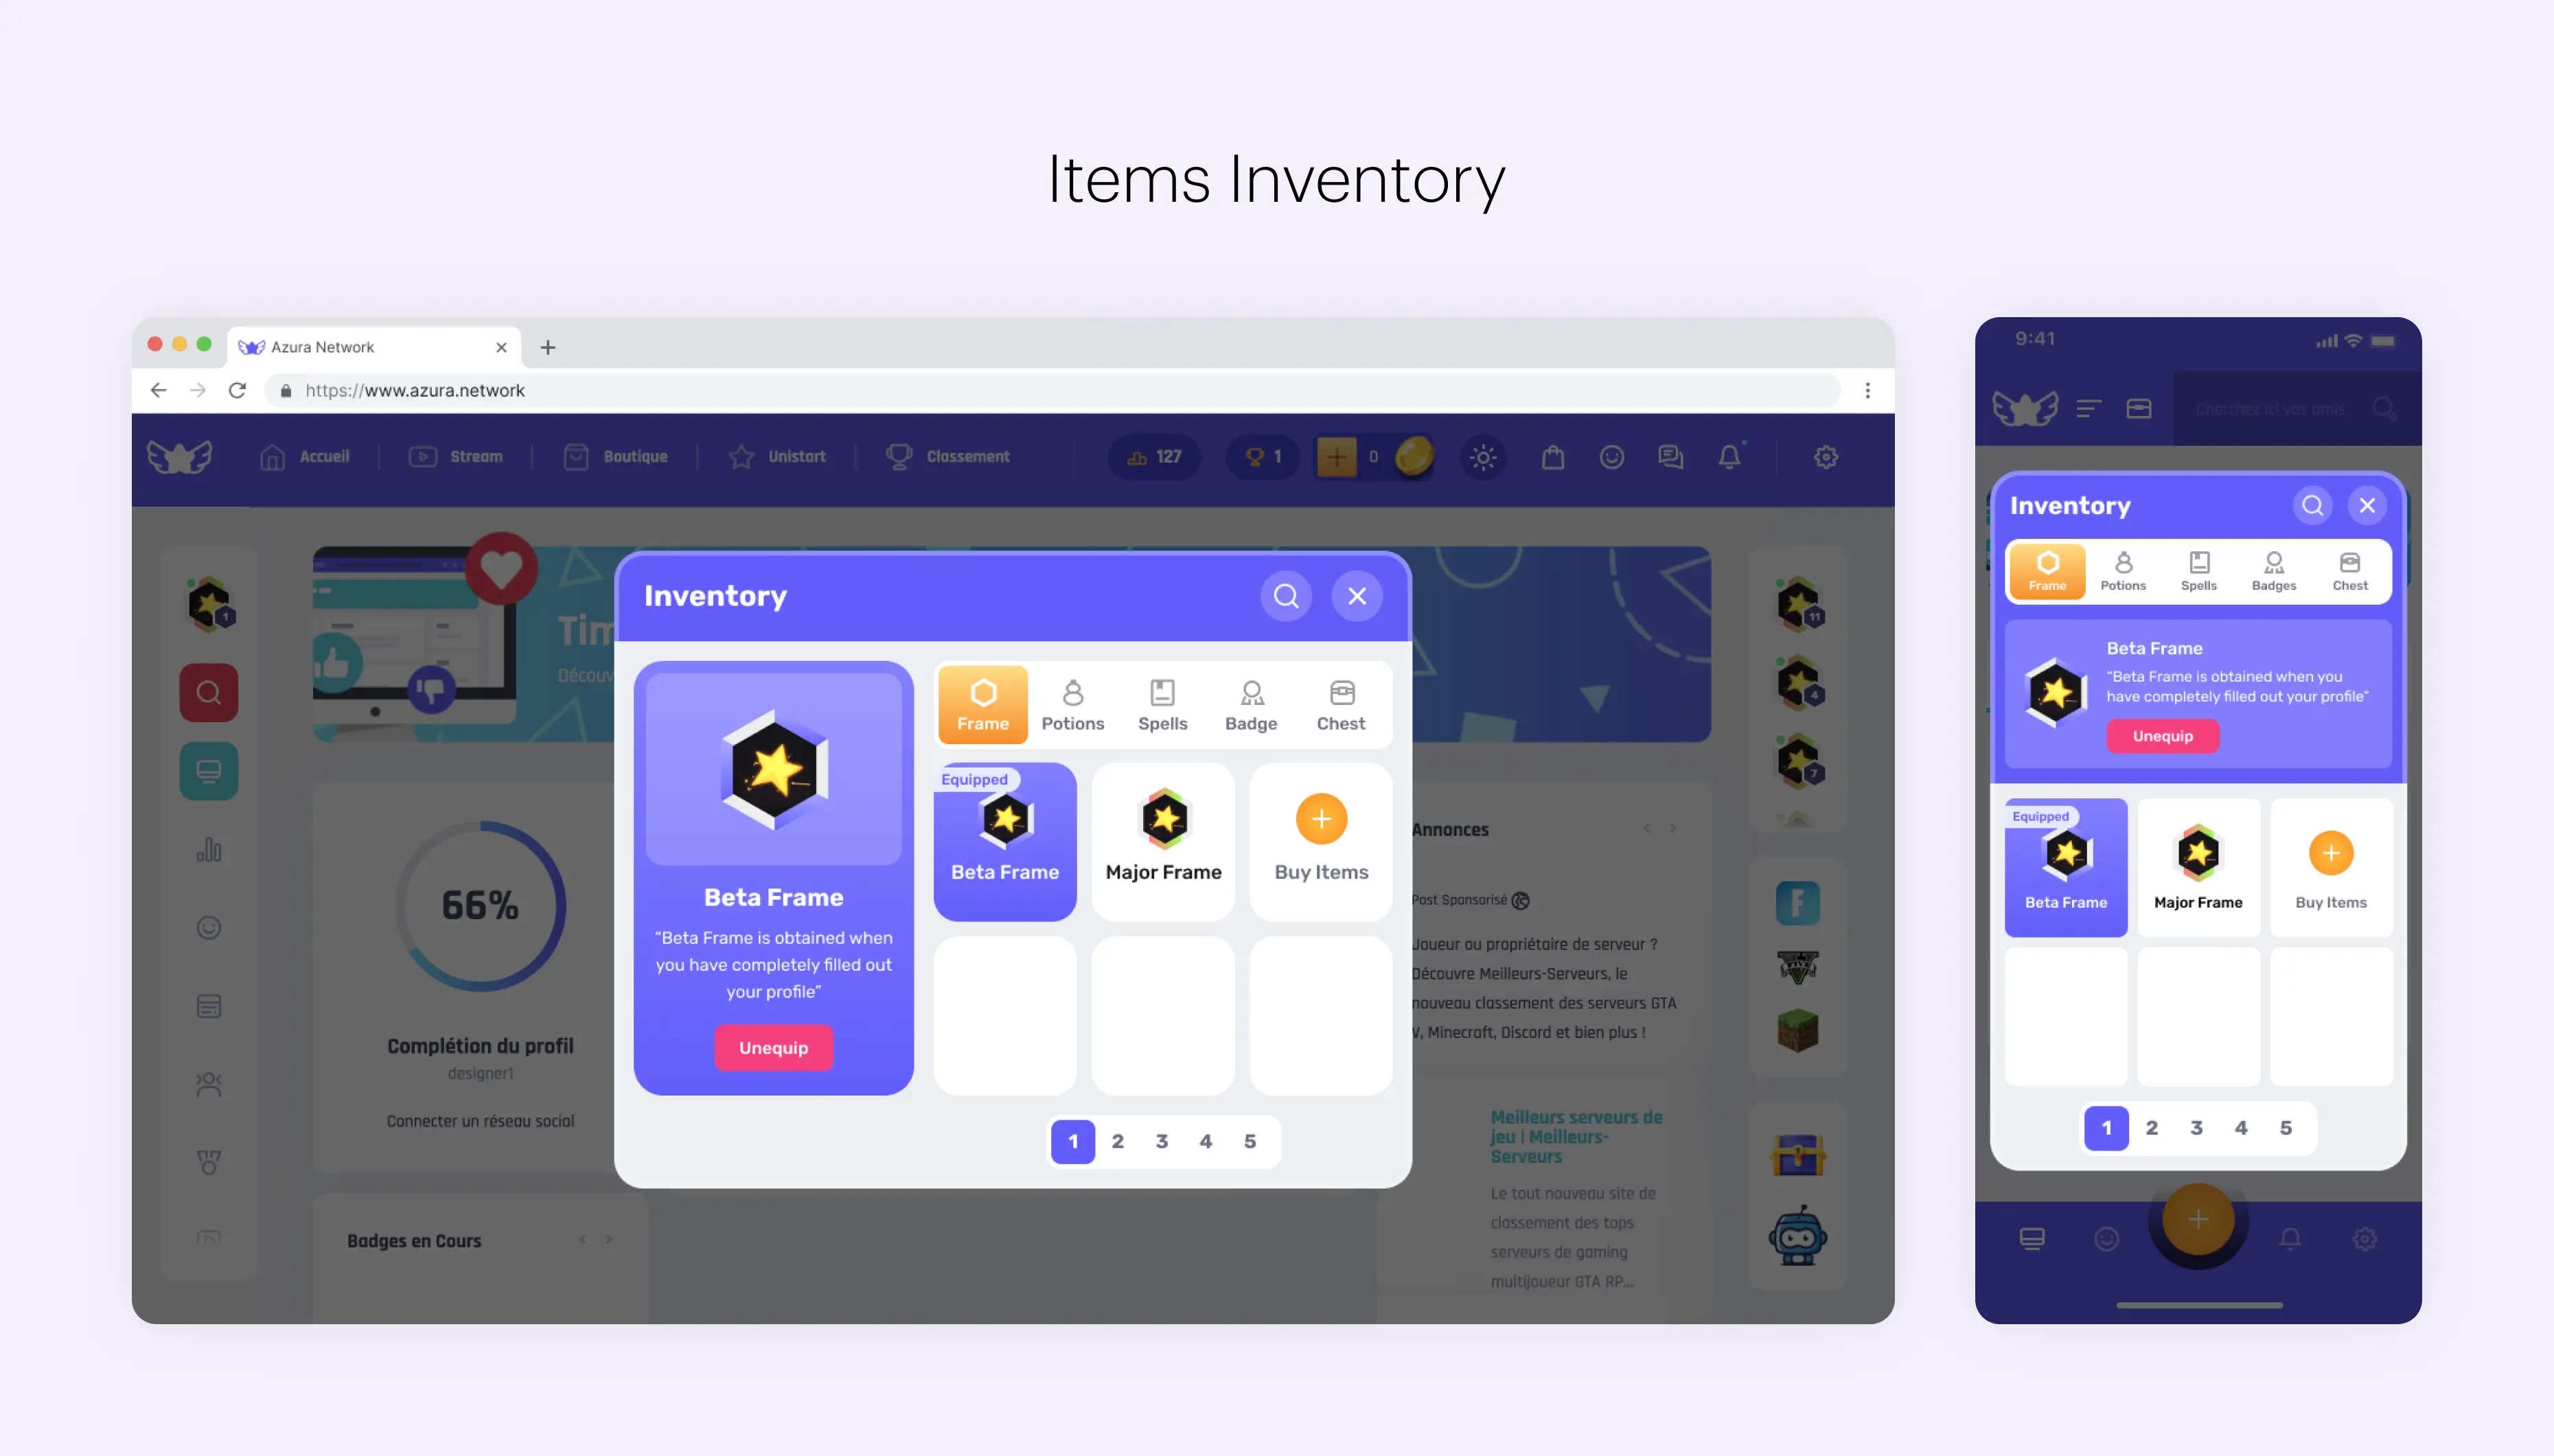 Items Inventory
Azura Network
https://www.azura.network
Accueil
Stream
Boutique
Unistart
Classement
127
1
0
1
Tim
Découv
66%
Complétion du profil
designer1
Connecter un réseau social
Badges en Cours
Inventory
Beta Frame
“Beta Frame is obtained when
you have completely filled out
your profile”
Unequip
Frame
Potions
Spells
Badge
Chest
Equipped
Beta Frame
Major Frame
Buy Items
1
2
3
4
5
Annonces
Post Sponsorisé
Joueur ou propriétaire de serveur ?
Découvre Meilleurs-Serveurs, le
nouveau classement des serveurs GTA
V, Minecraft, Discord et bien plus !
Meilleurs serveurs de
jeu | Meilleurs-
Serveurs
Le tout nouveau site de
classement des tops
serveurs de gaming
multijoueur GTA RP...
11
4
7
F
FIVE
9:41
Cherchez ici vos amis
Inventory
Frame
Potions
Spells
Badges
Chest
Beta Frame
“Beta Frame is obtained when you
have completely filled out your profile”
Unequip
Equipped
Beta Frame
Major Frame
Buy Items
1
2
3
4
5